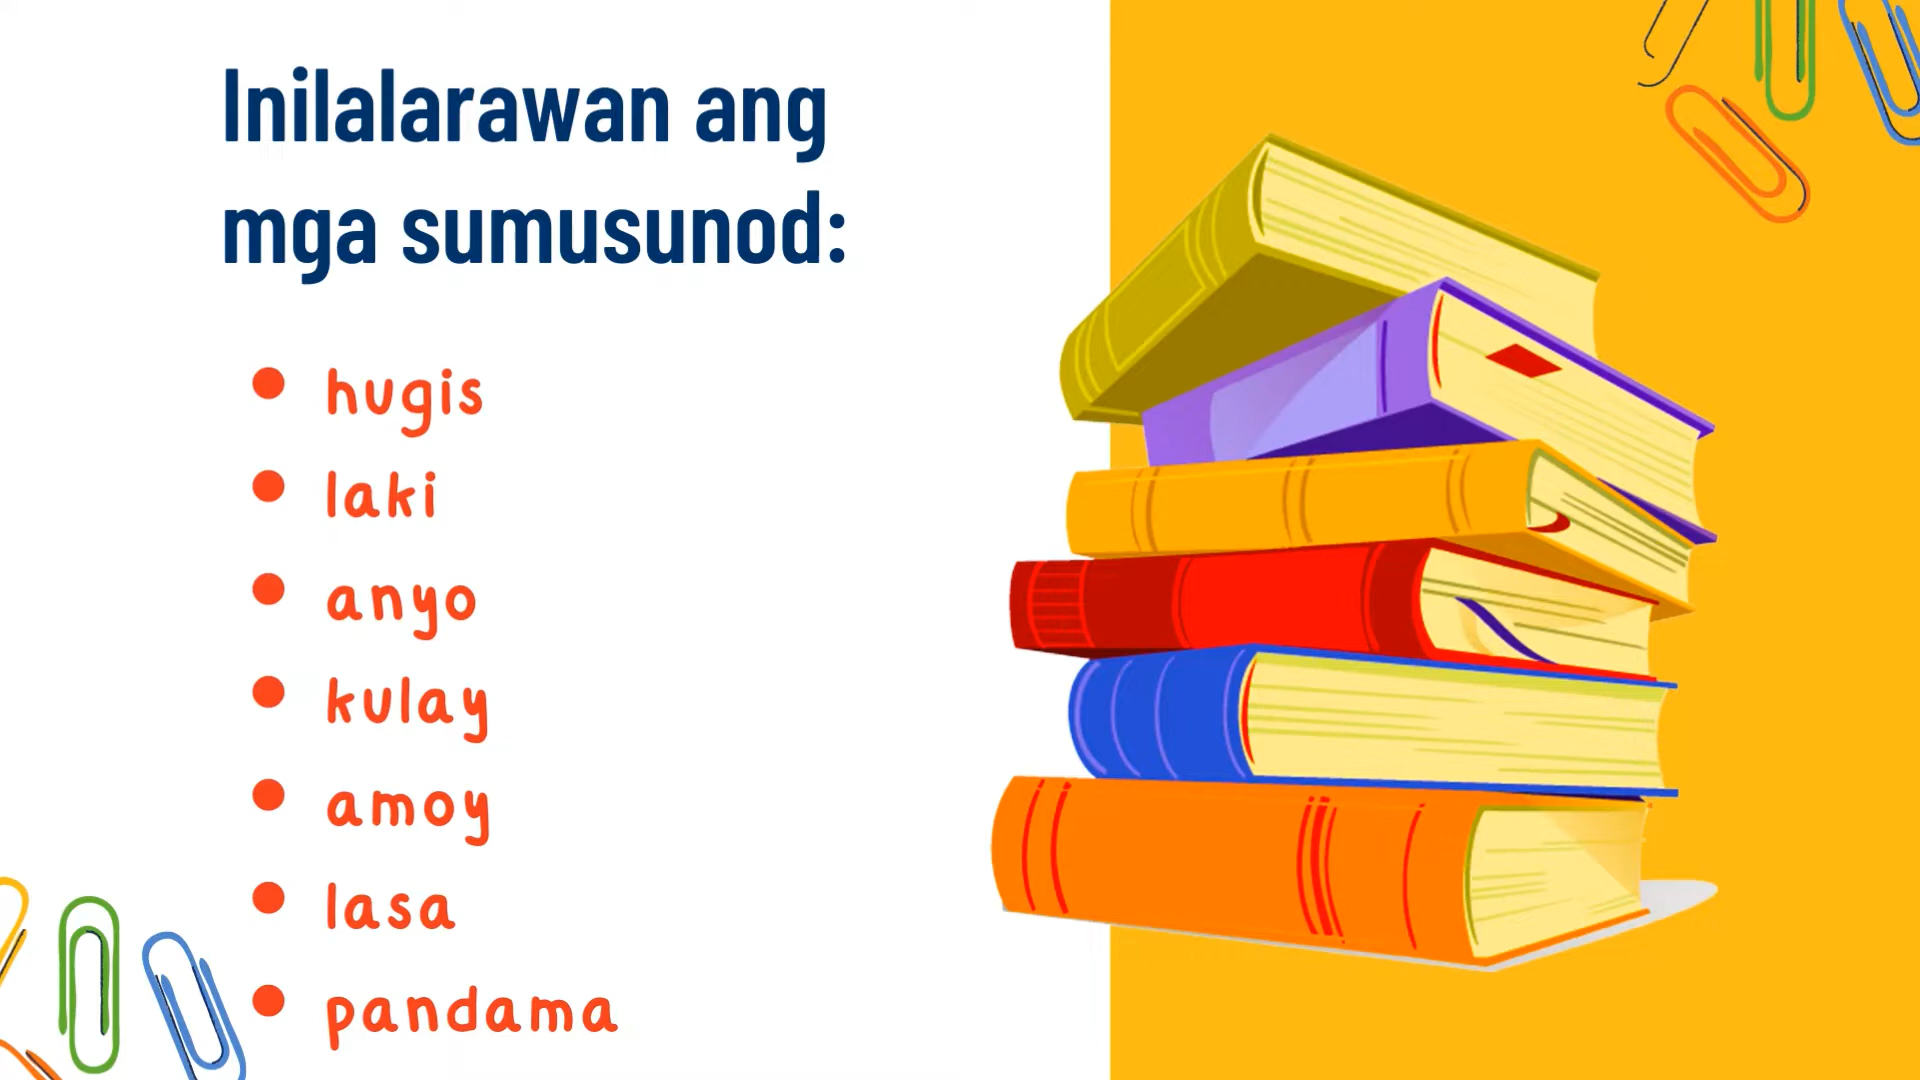 Inilalarawan ang
mga sumusunod:
hugis
laki
anyo
kulay
amoy
lasa
pandama